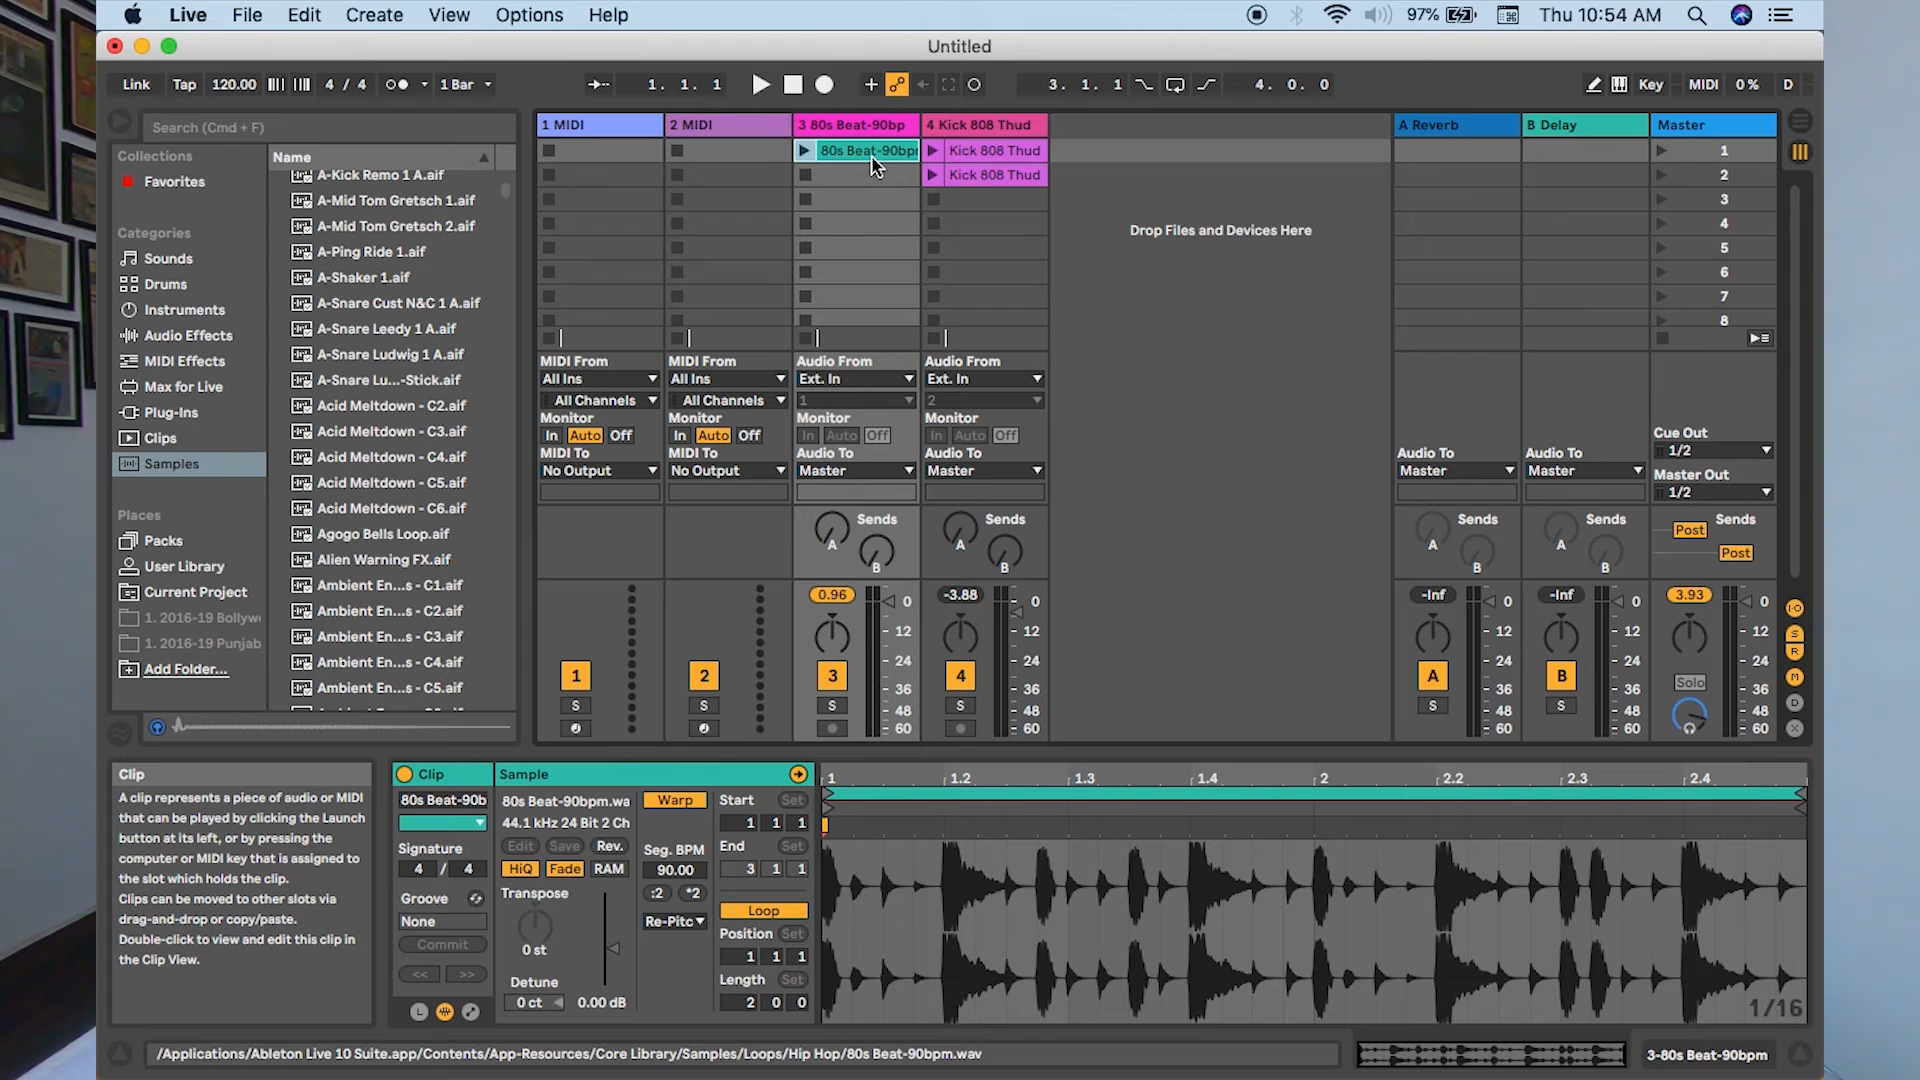 Live File Edit Create View Options Help 97% Thu 10:54 AM
Untitled
Link Tap 120.00 4 / 4 1 Bar 1. 1. 1 3. 1. 1 4. 0. 0 Key MIDI 0% D
Search (Cmd + F)
Collections
Favorites
Categories
Sounds
Drums
Instruments
Audio Effects
MIDI Effects
Max for Live
Plug-Ins
Clips
Samples
Places
Packs
User Library
Current Project
1. 2016-19 Bollyw
1. 2016-19 Punjab
Add Folder...
Name
A-Kick Remo 1 A.aif
A-Mid Tom Gretsch 1.aif
A-Mid Tom Gretsch 2.aif
A-Ping Ride 1.aif
A-Shaker 1.aif
A-Snare Cust N&C 1 A.aif
A-Snare Leedy 1 A.aif
A-Snare Ludwig 1 A.aif
A-Snare Lu...-Stick.aif
Acid Meltdown - C2.aif
Acid Meltdown - C3.aif
Acid Meltdown - C4.aif
Acid Meltdown - C5.aif
Acid Meltdown - C6.aif
Agogo Bells Loop.aif
Alien Warning FX.aif
Ambient En...s - C1.aif
Ambient En...s - C2.aif
Ambient En...s - C3.aif
Ambient En...s - C4.aif
Ambient En...s - C5.aif
1 MIDI 2 MIDI 3 80s Beat-90bp 4 Kick 808 Thud A Reverb B Delay Master
80s Beat-90bpm Kick 808 Thud 1
Kick 808 Thud 2
3
Drop Files and Devices Here 4
5
6
7
8
MIDI From MIDI From Audio From Audio From
All Ins All Ins Ext. In Ext. In
All Channels All Channels 1 2
Monitor Monitor Monitor Monitor Cue Out
In Auto Off In Auto Off In Auto Off In Auto Off 1/2
MIDI To MIDI To Audio To Audio To Audio To Audio To
No Output No Output Master Master Master Master Master Out
1/2
Sends Sends Sends Sends Sends
A A A A Post
B B B B Post
0.96 0 -3.88 0 -Inf 0 -Inf 0 3.93 0
12 12 12 12 12
24 24 24 24 24
1 2 3 36 4 36 A 36 B 36 Solo 36
S S S 48 S 48 S 48 S 48 48
60 60 60 60 60
I-O
S
R
M
D
X
Clip
A clip represents a piece of audio or MIDI
that can be played by clicking the Launch
button at its left, or by pressing the
computer or MIDI key that is assigned to
the slot which holds the clip.
Clips can be moved to other slots via
drag-and-drop or copy/paste.
Double-click to view and edit this clip in
the Clip View.
Clip
80s Beat-90b
Signature
4 / 4
Groove
None
Commit
<< >>
L
Sample
80s Beat-90bpm.wa
44.1 kHz 24 Bit 2 Ch
Edit Save Rev.
HiQ Fade RAM
Transpose
0 st
Detune
0 ct 0.00 dB
Warp
Seg. BPM
90.00
:2 *2
Re-Pitc
Start Set
1 1 1
End Set
3 1 1
Loop
Position Set
1 1 1
Length Set
2 0 0
1 1.2 1.3 1.4 2 2.2 2.3 2.4
1/16
/Applications/Ableton Live 10 Suite.app/Contents/App-Resources/Core Library/Samples/Loops/Hip Hop/80s Beat-90bpm.wav
3-80s Beat-90bpm